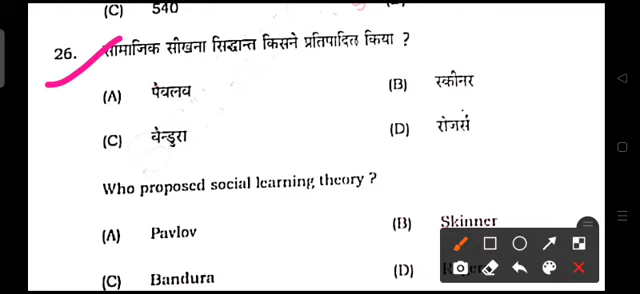 (C) 540
26. सामाजिक सीखना सिद्धान्त किसने प्रतिपादित किया ?
(A) पैवलव (B) स्कीनर
(C) बेन्डुरा (D) रोजर्स
Who proposed social learning theory ?
(A) Pavlov (B) Skinner
(C) Bandura (D)